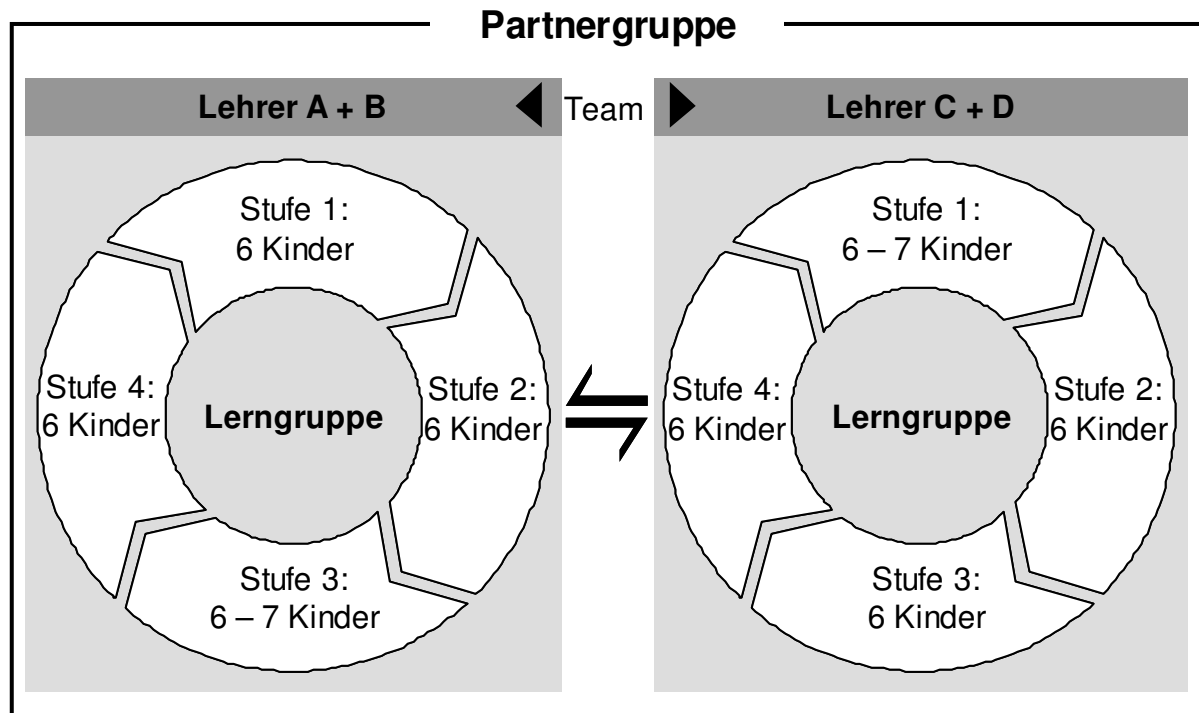 Partnergruppe
Lehrer A + B
Team
Lehrer C + D
Stufe 1:
6 Kinder
Stufe 4:
6 Kinder
Lerngruppe
Stufe 2:
6 Kinder
Stufe 3:
6 – 7 Kinder
Stufe 1:
6 – 7 Kinder
Stufe 4:
6 Kinder
Lerngruppe
Stufe 2:
6 Kinder
Stufe 3:
6 Kinder